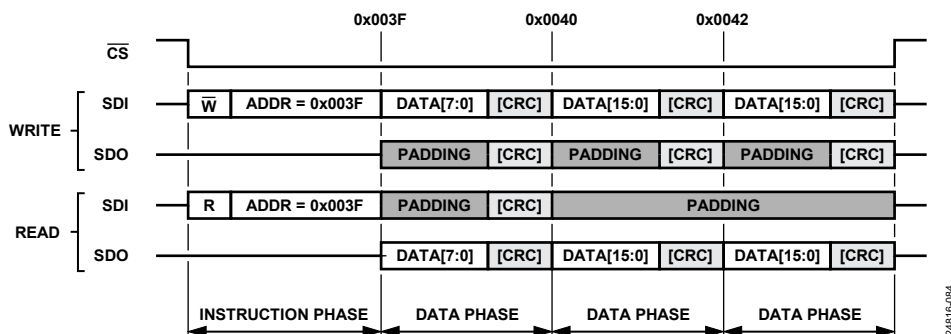 0x003F 0x0040 0x0042
CS
SDI W ADDR = 0x003F DATA[7:0] [CRC] DATA[15:0] [CRC] DATA[15:0] [CRC]
WRITE
SDO PADDING [CRC] PADDING [CRC] PADDING [CRC]
SDI R ADDR = 0x003F PADDING [CRC] PADDING
READ
SDO DATA[7:0] [CRC] DATA[15:0] [CRC] DATA[15:0] [CRC]
INSTRUCTION PHASE DATA PHASE DATA PHASE DATA PHASE